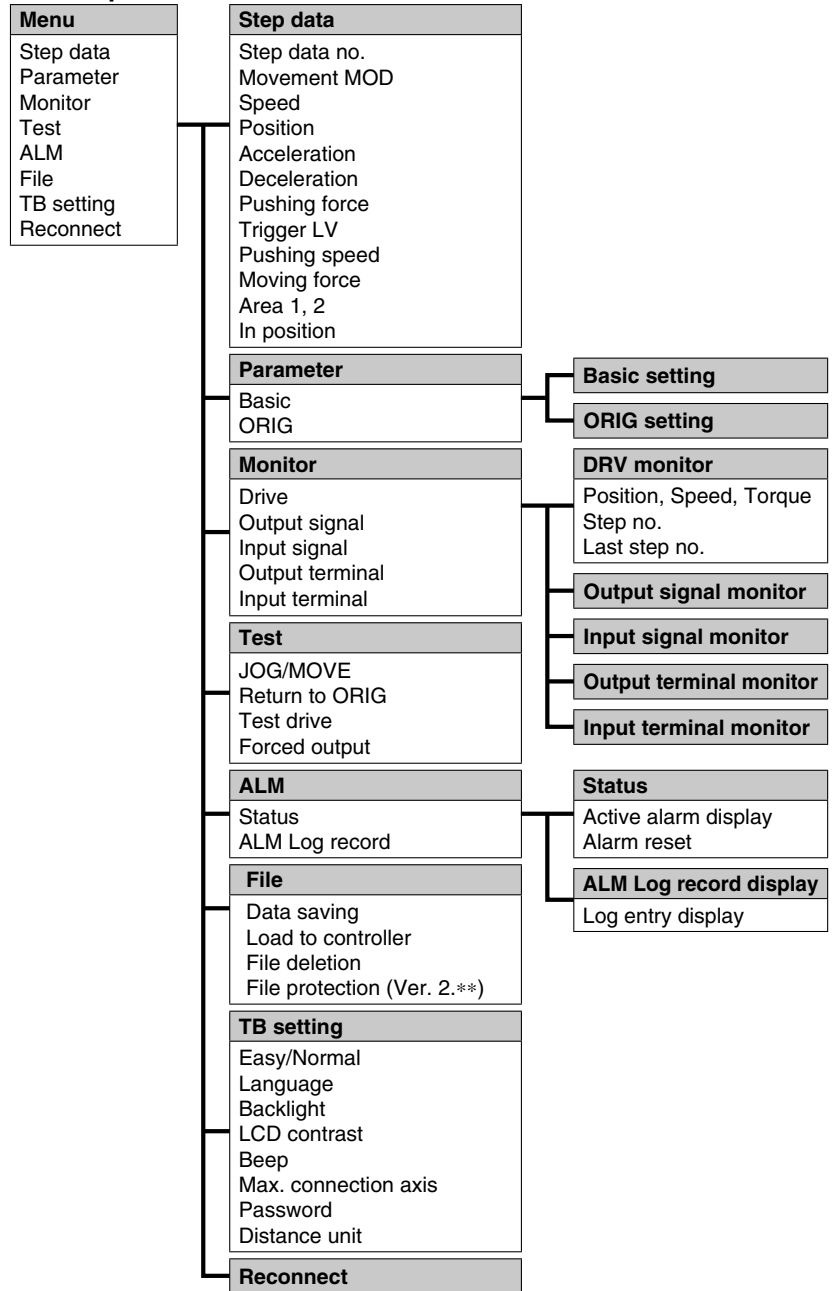 Menu
Step data
Parameter
Monitor
Test
ALM
File
TB setting
Reconnect
Step data
Step data no.
Movement MOD
Speed
Position
Acceleration
Deceleration
Pushing force
Trigger LV
Pushing speed
Moving force
Area 1, 2
In position
Parameter
Basic
ORIG
Basic setting
ORIG setting
Monitor
Drive
Output signal
Input signal
Output terminal
Input terminal
DRV monitor
Position, Speed, Torque
Step no.
Last step no.
Output signal monitor
Input signal monitor
Output terminal monitor
Input terminal monitor
Test
JOG/MOVE
Return to ORIG
Test drive
Forced output
ALM
Status
ALM Log record
Status
Active alarm display
Alarm reset
ALM Log record display
Log entry display
File
Data saving
Load to controller
File deletion
File protection (Ver. 2.∗∗)
TB setting
Easy/Normal
Language
Backlight
LCD contrast
Beep
Max. connection axis
Password
Distance unit
Reconnect